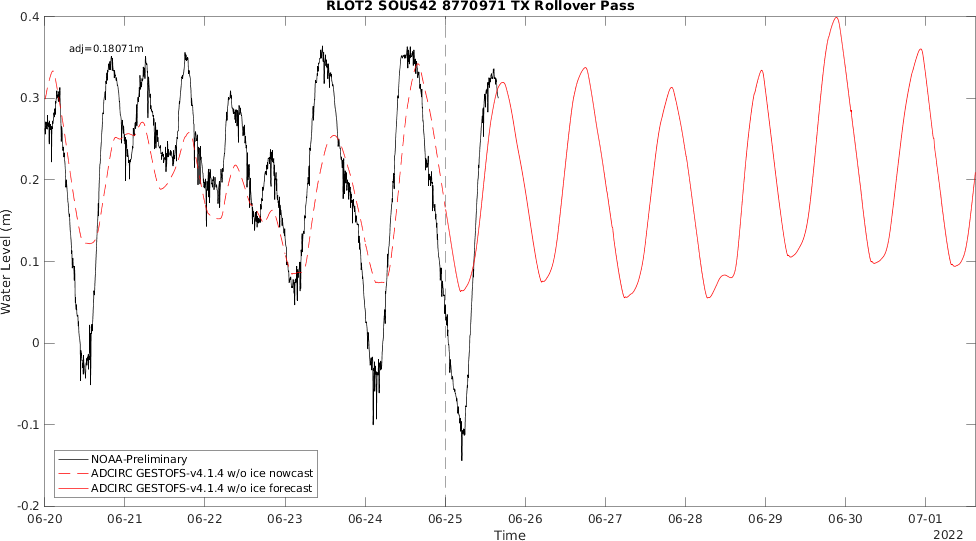 RLOT2 SOUS42 8770971 TX Rollover Pass
adj=0.18071m
0.4
0.3
0.2
0.1
0
-0.1
-0.2
Water Level (m)
NOAA-Preliminary
ADCIRC GESTOFS-v4.1.4 w/o ice nowcast
ADCIRC GESTOFS-v4.1.4 w/o ice forecast
06-20 06-21 06-22 06-23 06-24 06-25 06-26 06-27 06-28 06-29 06-30 07-01
Time
2022